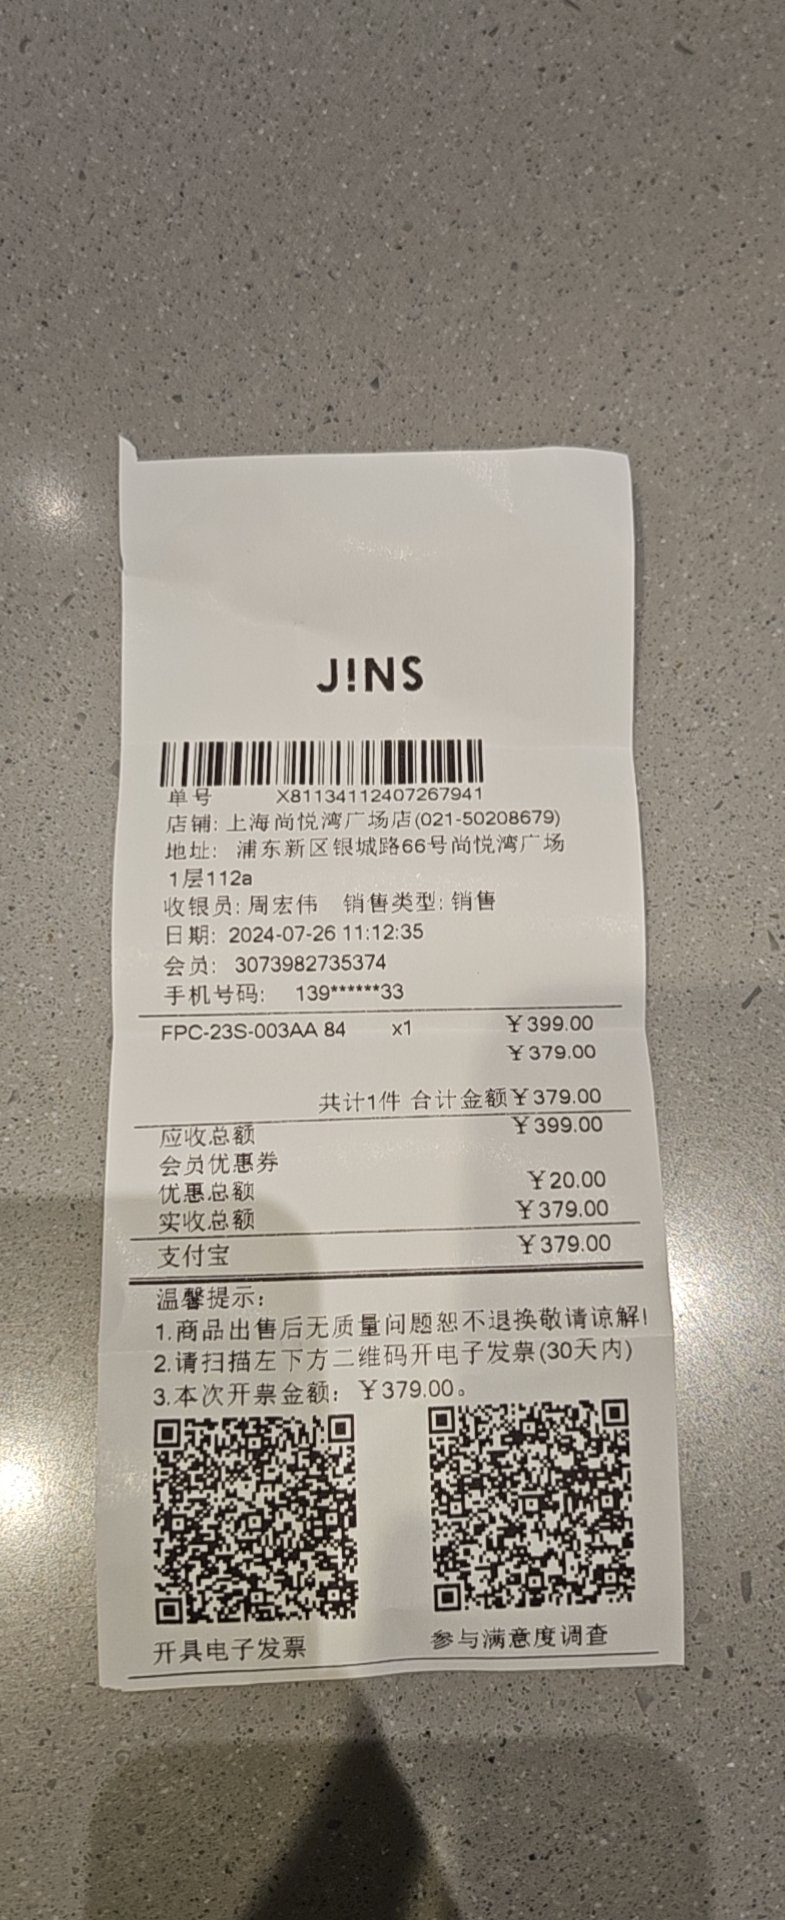 J!NS
单号 X811341112407267941
店铺: 上海尚悦湾广场店(021-50208679)
地址: 浦东新区银城路66号尚悦湾广场
1层112a
收银员: 周宏伟 销售类型: 销售
日期: 2024-07-26 11:12:35
会员: 3073982735374
手机号码: 139******33
FPC-23S-003AA 84 x1 ￥399.00
￥379.00
共计1件 合计金额￥379.00
应收总额 ￥399.00
会员优惠券
优惠总额 ￥20.00
实收总额 ￥379.00
支付宝 ￥379.00
温馨提示:
1.商品出售后无质量问题恕不退换敬请谅解!
2.请扫描左下方二维码开电子发票(30天内)
3.本次开票金额: ￥379.00。
开具电子发票 参与满意度调查